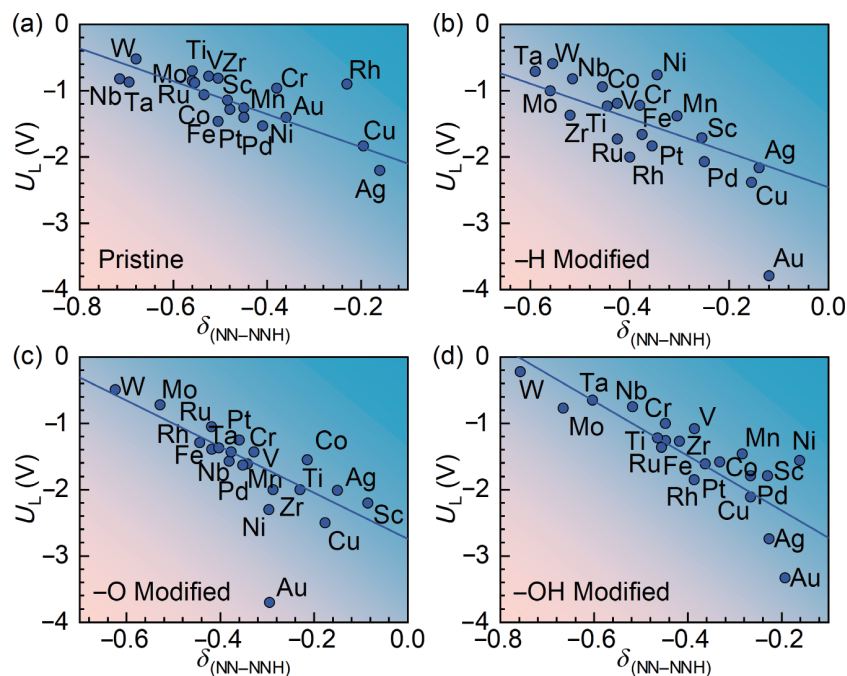 (a)
0
−1
−2
−3
−4
U_L (V)
W
Ti
V
Zr
Mo
Sc
Cr
Rh
Nb
Ta
Ru
Mn
Au
Co
Fe
Pt
Pd
Ni
Cu
Ag
Pristine
−0.8 −0.6 −0.4 −0.2
δ(NN−NNH)
(b)
0
−1
−2
−3
−4
U_L (V)
Ta
W
Nb
Co
Ni
Mo
V
Cr
Mn
Zr
Ti
Fe
Sc
Ru
Rh
Pt
Pd
Ag
Cu
Au
−H Modified
−0.6 −0.4 −0.2 0.0
δ(NN−NNH)
(c)
0
−1
−2
−3
−4
U_L (V)
W
Mo
Ru
Pt
Rh
Ta
Cr
Co
Fe
V
Nb
Mn
Ti
Ag
Pd
Zr
Sc
Ni
Cu
Au
−O Modified
−0.6 −0.4 −0.2 0.0
δ(NN−NNH)
(d)
0
−1
−2
−3
−4
U_L (V)
W
Ta
Nb
Mo
Cr
V
Ti
Zr
Mn
Ni
Ru
Fe
Co
Sc
Rh
Pt
Pd
Cu
Ag
Au
−OH Modified
−0.8 −0.6 −0.4 −0.2
δ(NN−NNH)